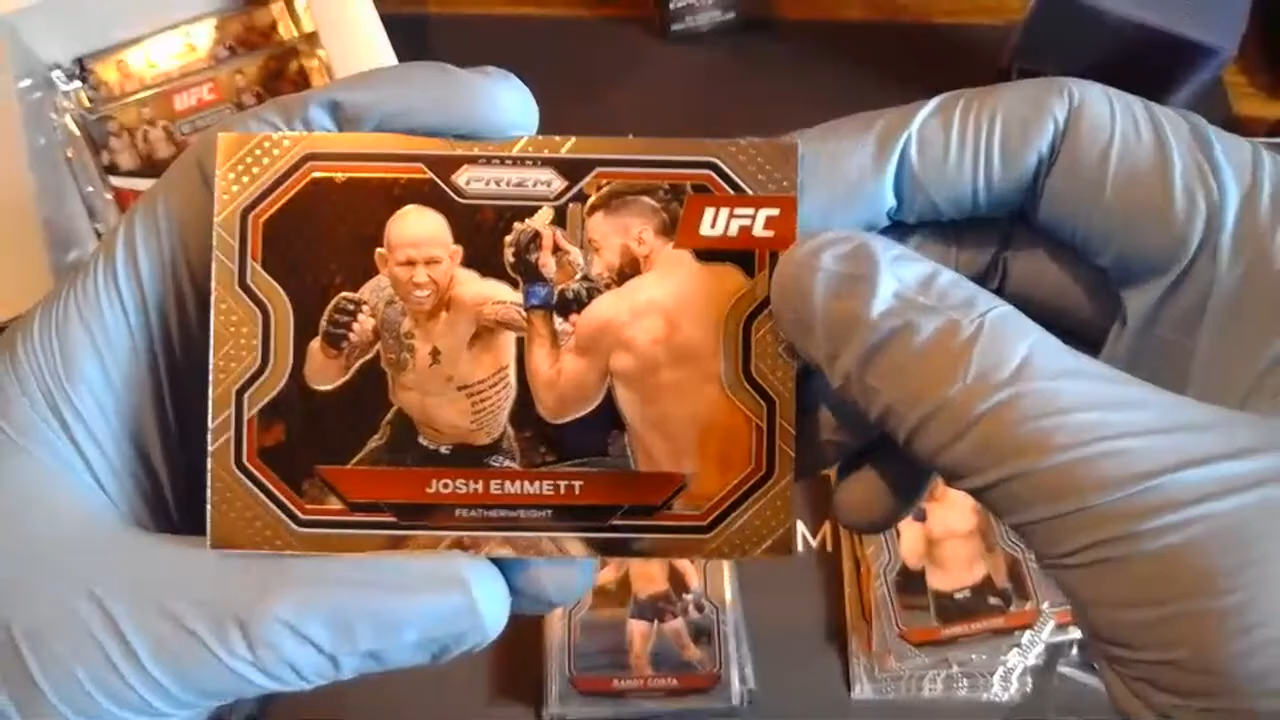 UFC
PANINI
PRIZM
UFC
JOSH EMMETT
FEATHERWEIGHT
M
RANDY COSTA